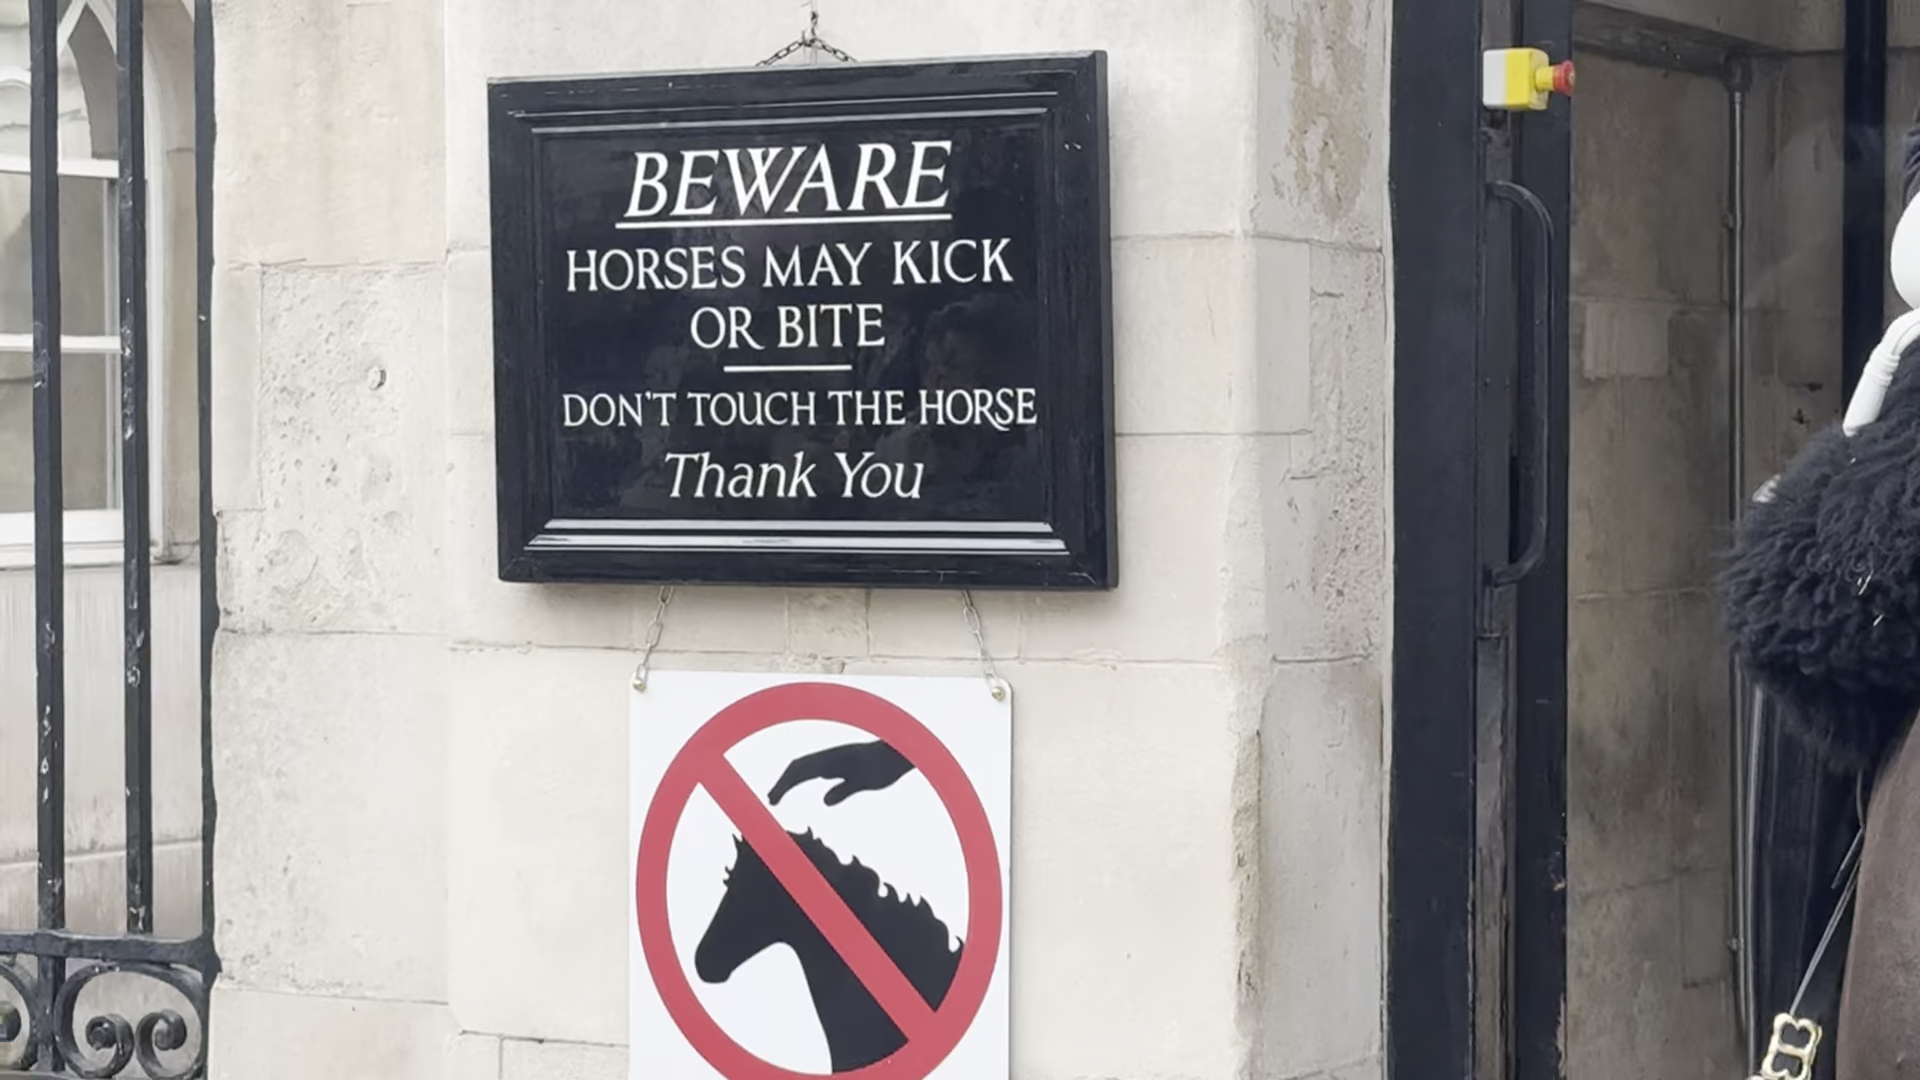 BEWARE
HORSES MAY KICK
OR BITE
DON'T TOUCH THE HORSE
Thank You